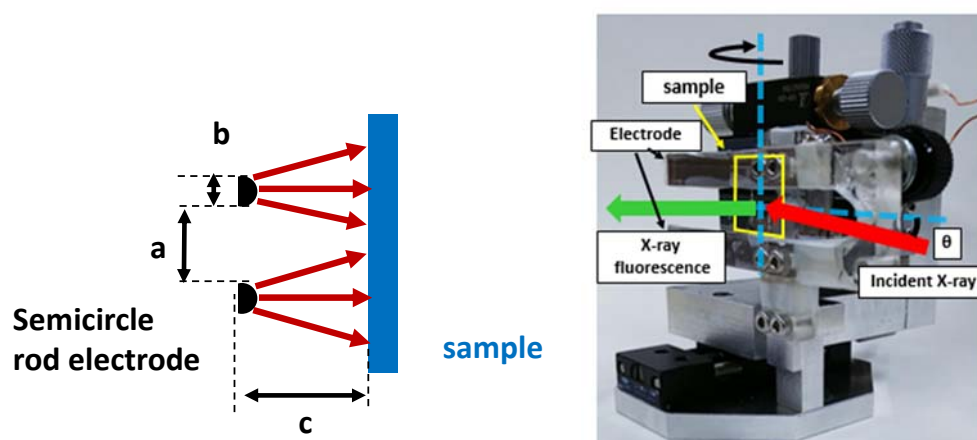 b
a
Semicircle
rod electrode
sample
c
sample
Electrode
X-ray
fluorescence
θ
Incident X-ray